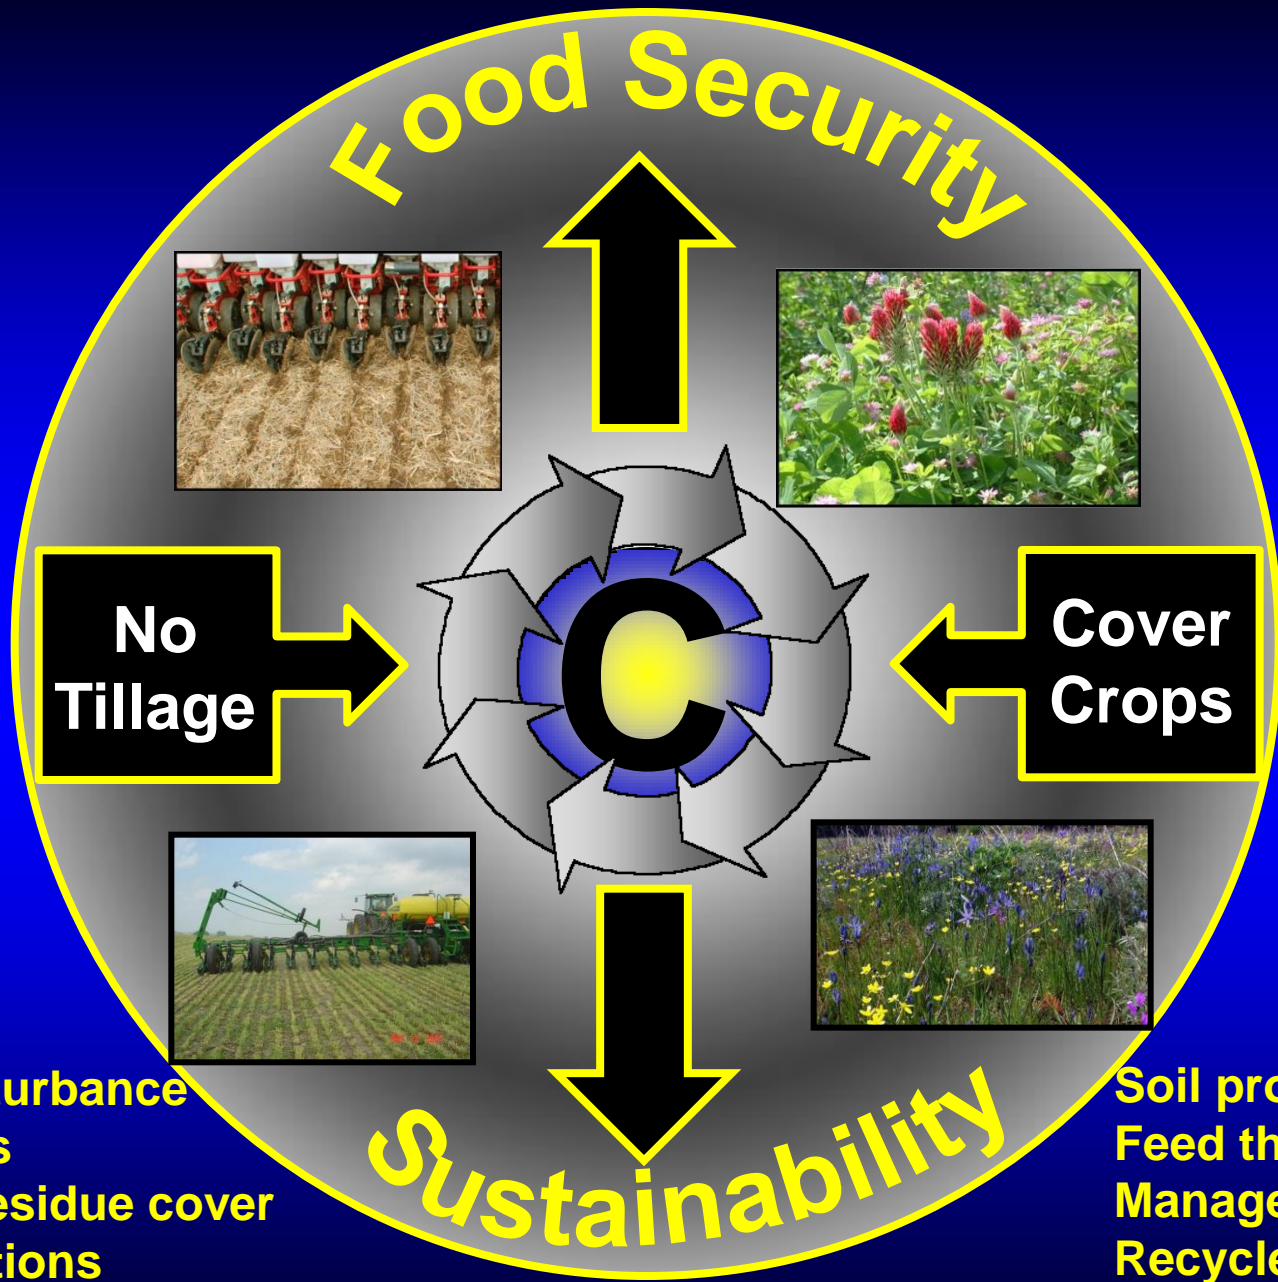 Food Security
No
Tillage
C
Cover
Crops
Sustainability
urbance
s
esidue cover
tions
Soil pro
Feed th
Manage
Recycle